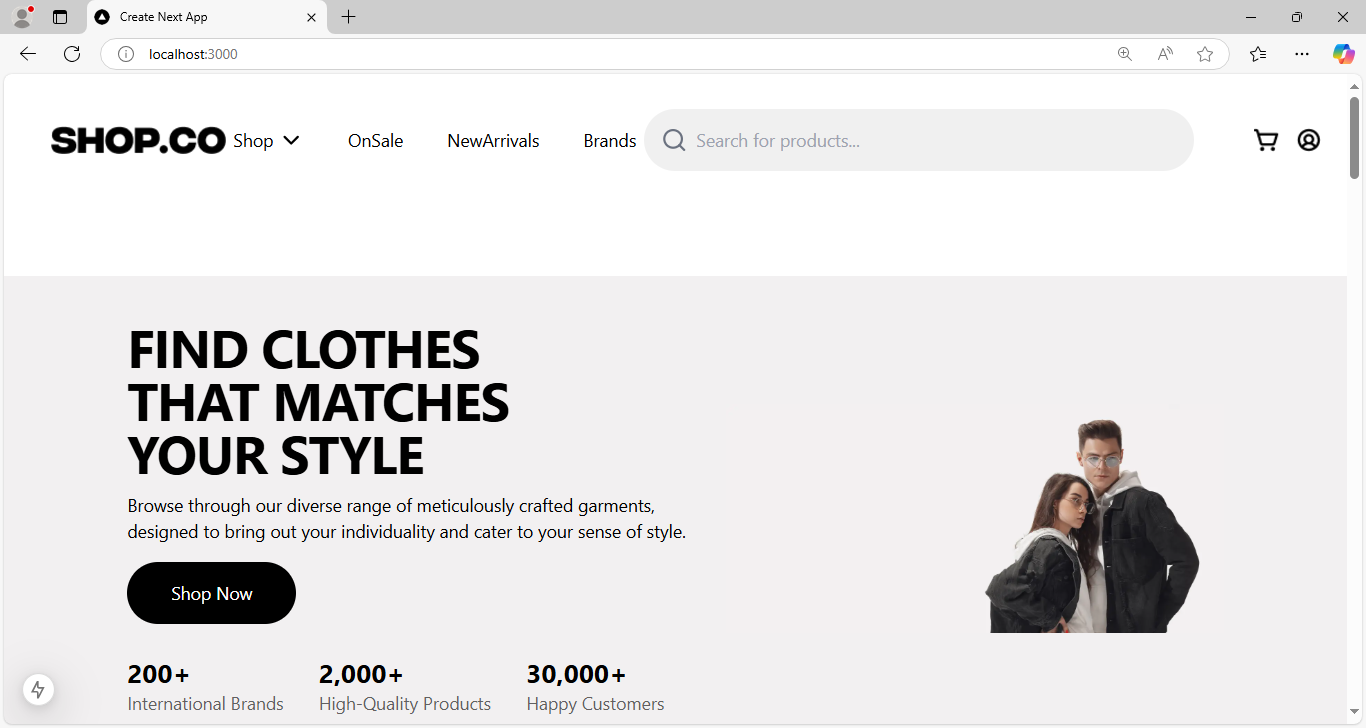 Create Next App
localhost:3000
SHOP.CO Shop OnSale NewArrivals Brands Search for products...
FIND CLOTHES
THAT MATCHES
YOUR STYLE
Browse through our diverse range of meticulously crafted garments,
designed to bring out your individuality and cater to your sense of style.
Shop Now
200+ 2,000+ 30,000+
International Brands High-Quality Products Happy Customers